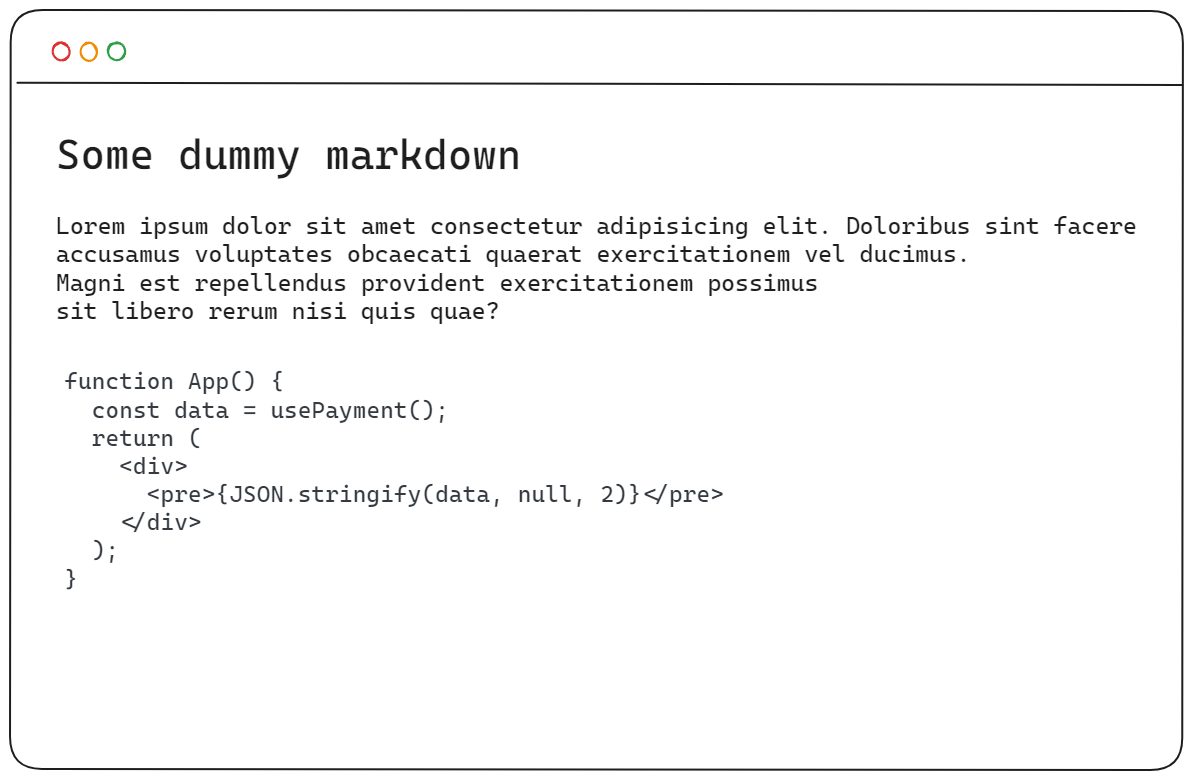 Some dummy markdown
Lorem ipsum dolor sit amet consectetur adipisicing elit. Doloribus sint facere
accusamus voluptates obcaecati quaerat exercitationem vel ducimus.
Magni est repellendus provident exercitationem possimus
sit libero rerum nisi quis quae?
function App() {
  const data = usePayment();
  return (
    <div>
      <pre>{JSON.stringify(data, null, 2)}</pre>
    </div>
  );
}